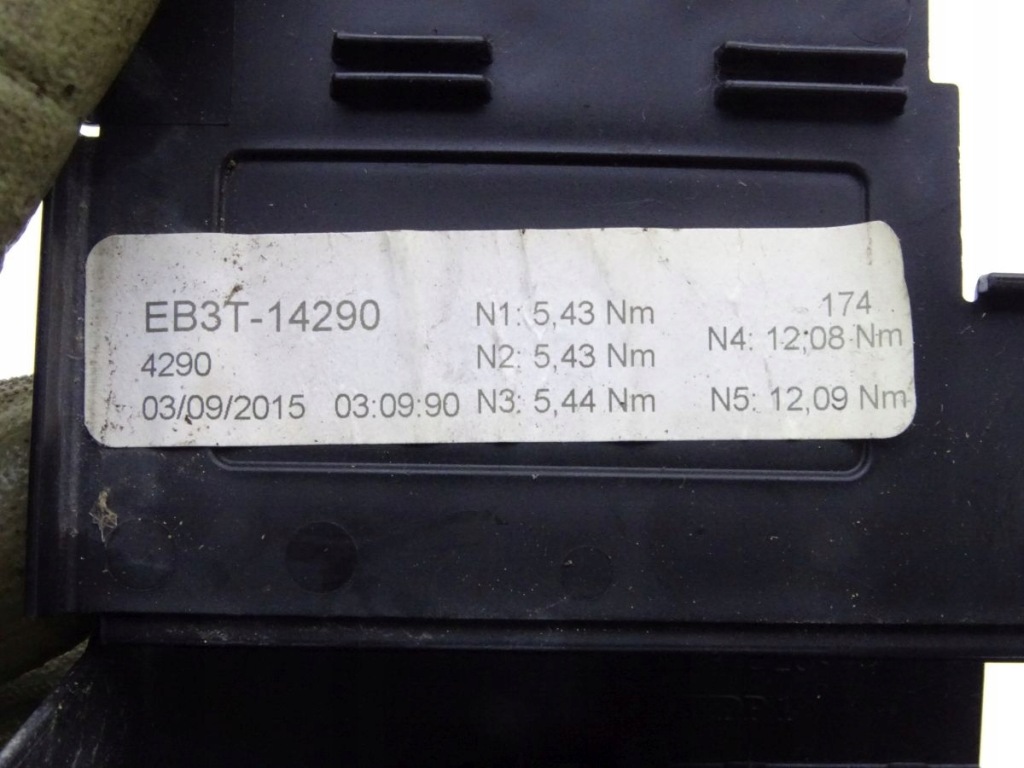 EB3T-14290
4290
03/09/2015 03:09:90
N1: 5,43 Nm
N2: 5,43 Nm
N3: 5,44 Nm
174
N4: 12,08 Nm
N5: 12,09 Nm